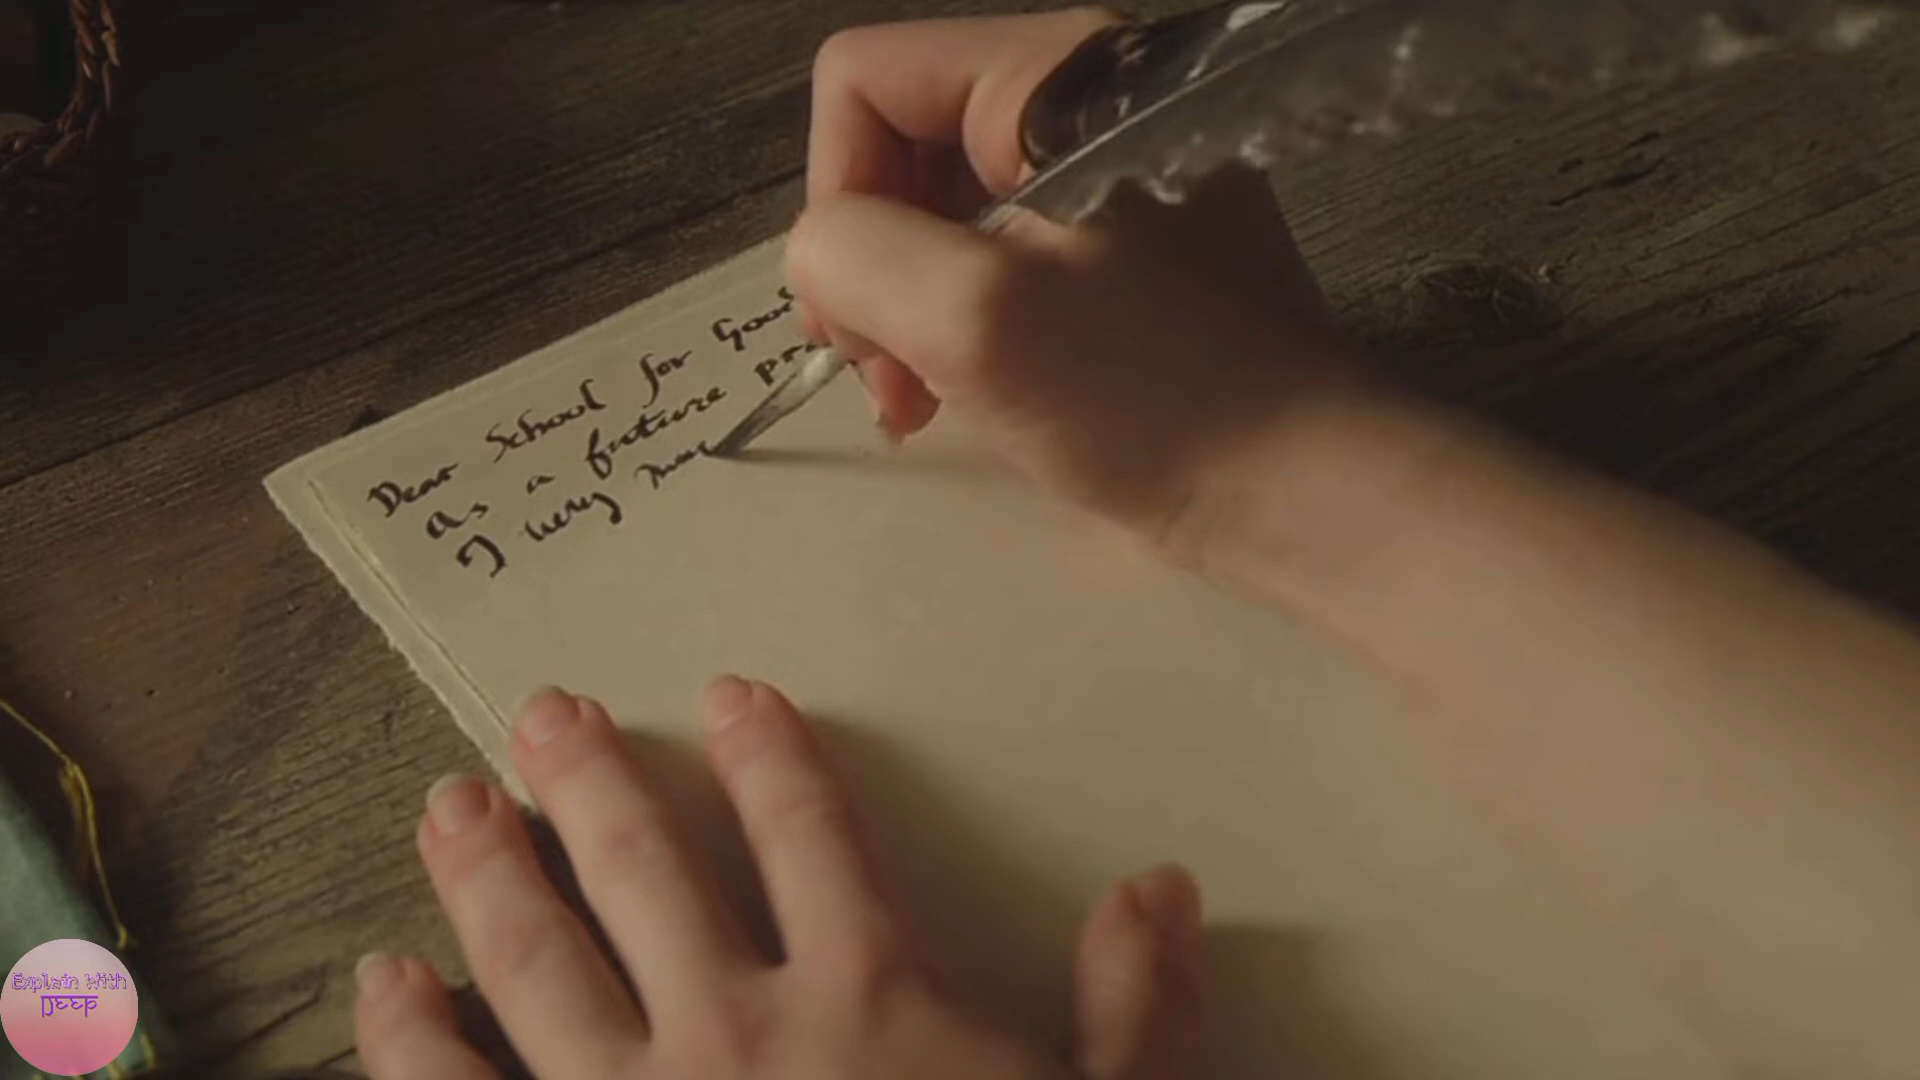 Dear School for Good
as a future
I very
Explain With
DEEP